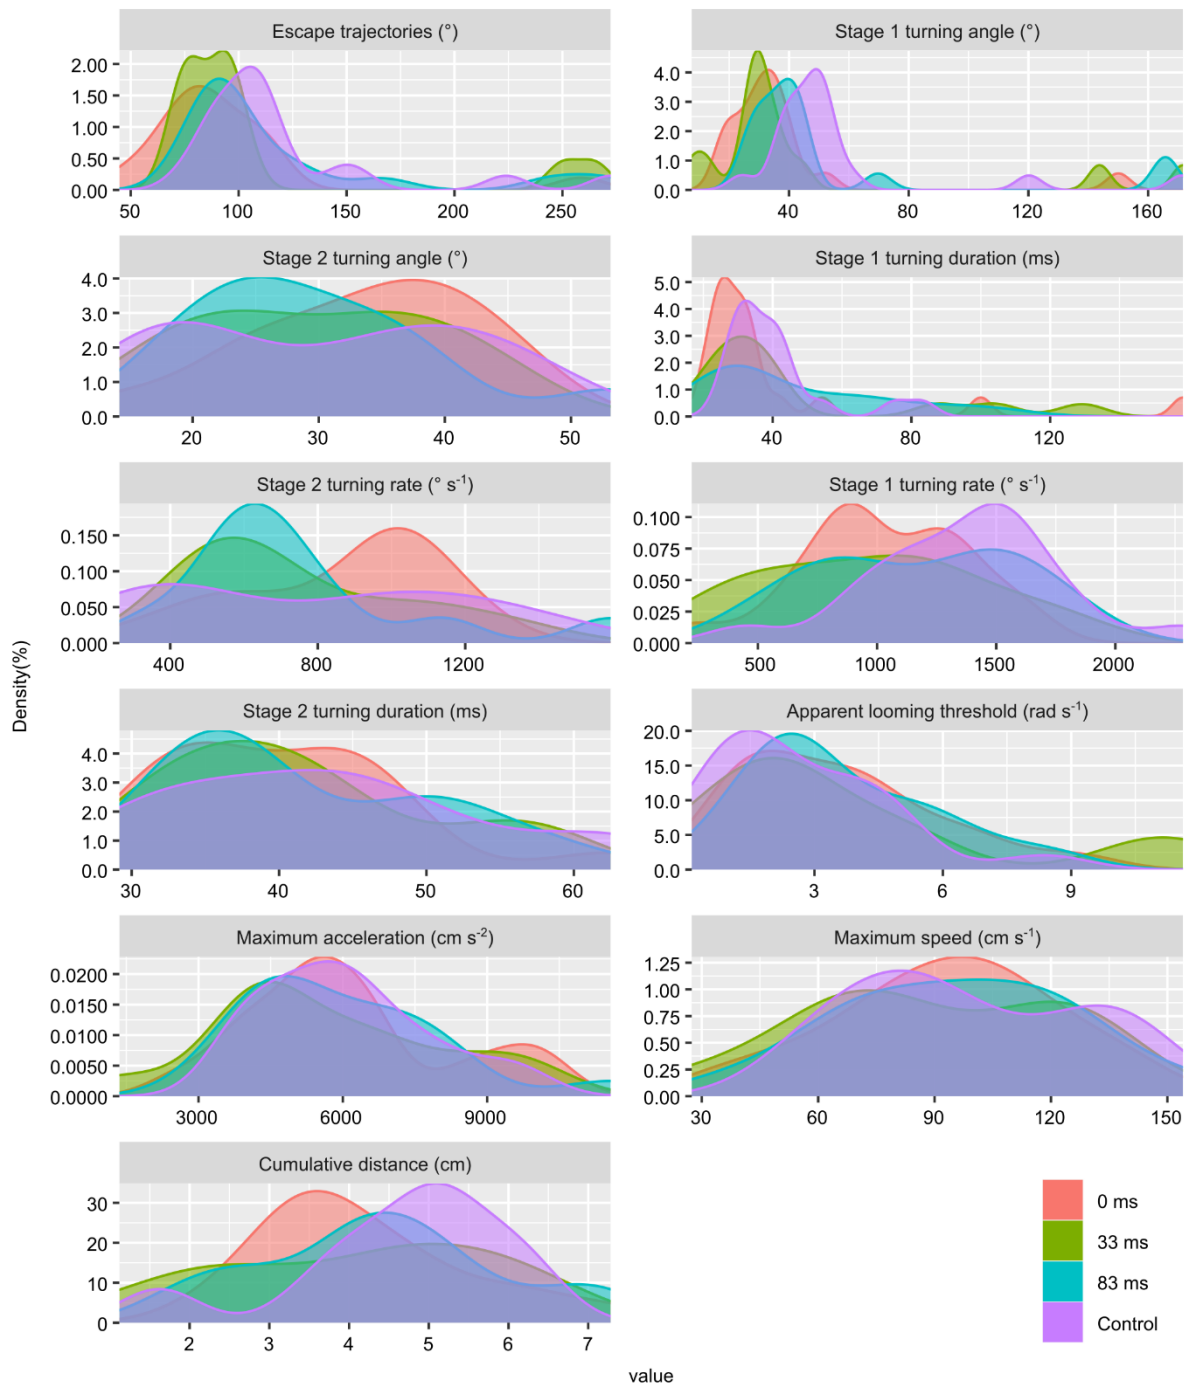 Escape trajectories (°)
2.00
1.50
1.00
0.50
0.00
50 100 150 200 250
Stage 1 turning angle (°)
4.0
3.0
2.0
1.0
0.0
40 80 120 160
Stage 2 turning angle (°)
4.0
3.0
2.0
1.0
0.0
20 30 40 50
Stage 1 turning duration (ms)
5.0
4.0
3.0
2.0
1.0
0.0
40 80 120
Stage 2 turning rate (° s⁻¹)
0.150
0.100
0.050
0.000
400 800 1200
Stage 1 turning rate (° s⁻¹)
0.100
0.075
0.050
0.025
0.000
500 1000 1500 2000
Density(%)
Stage 2 turning duration (ms)
4.0
3.0
2.0
1.0
0.0
30 40 50 60
Apparent looming threshold (rad s⁻¹)
20.0
15.0
10.0
5.0
0.0
3 6 9
Maximum acceleration (cm s⁻²)
0.0200
0.0150
0.0100
0.0050
0.0000
3000 6000 9000
Maximum speed (cm s⁻¹)
1.25
1.00
0.75
0.50
0.25
0.00
30 60 90 120 150
Cumulative distance (cm)
30
20
10
0
2 3 4 5 6 7
0 ms
33 ms
83 ms
Control
value